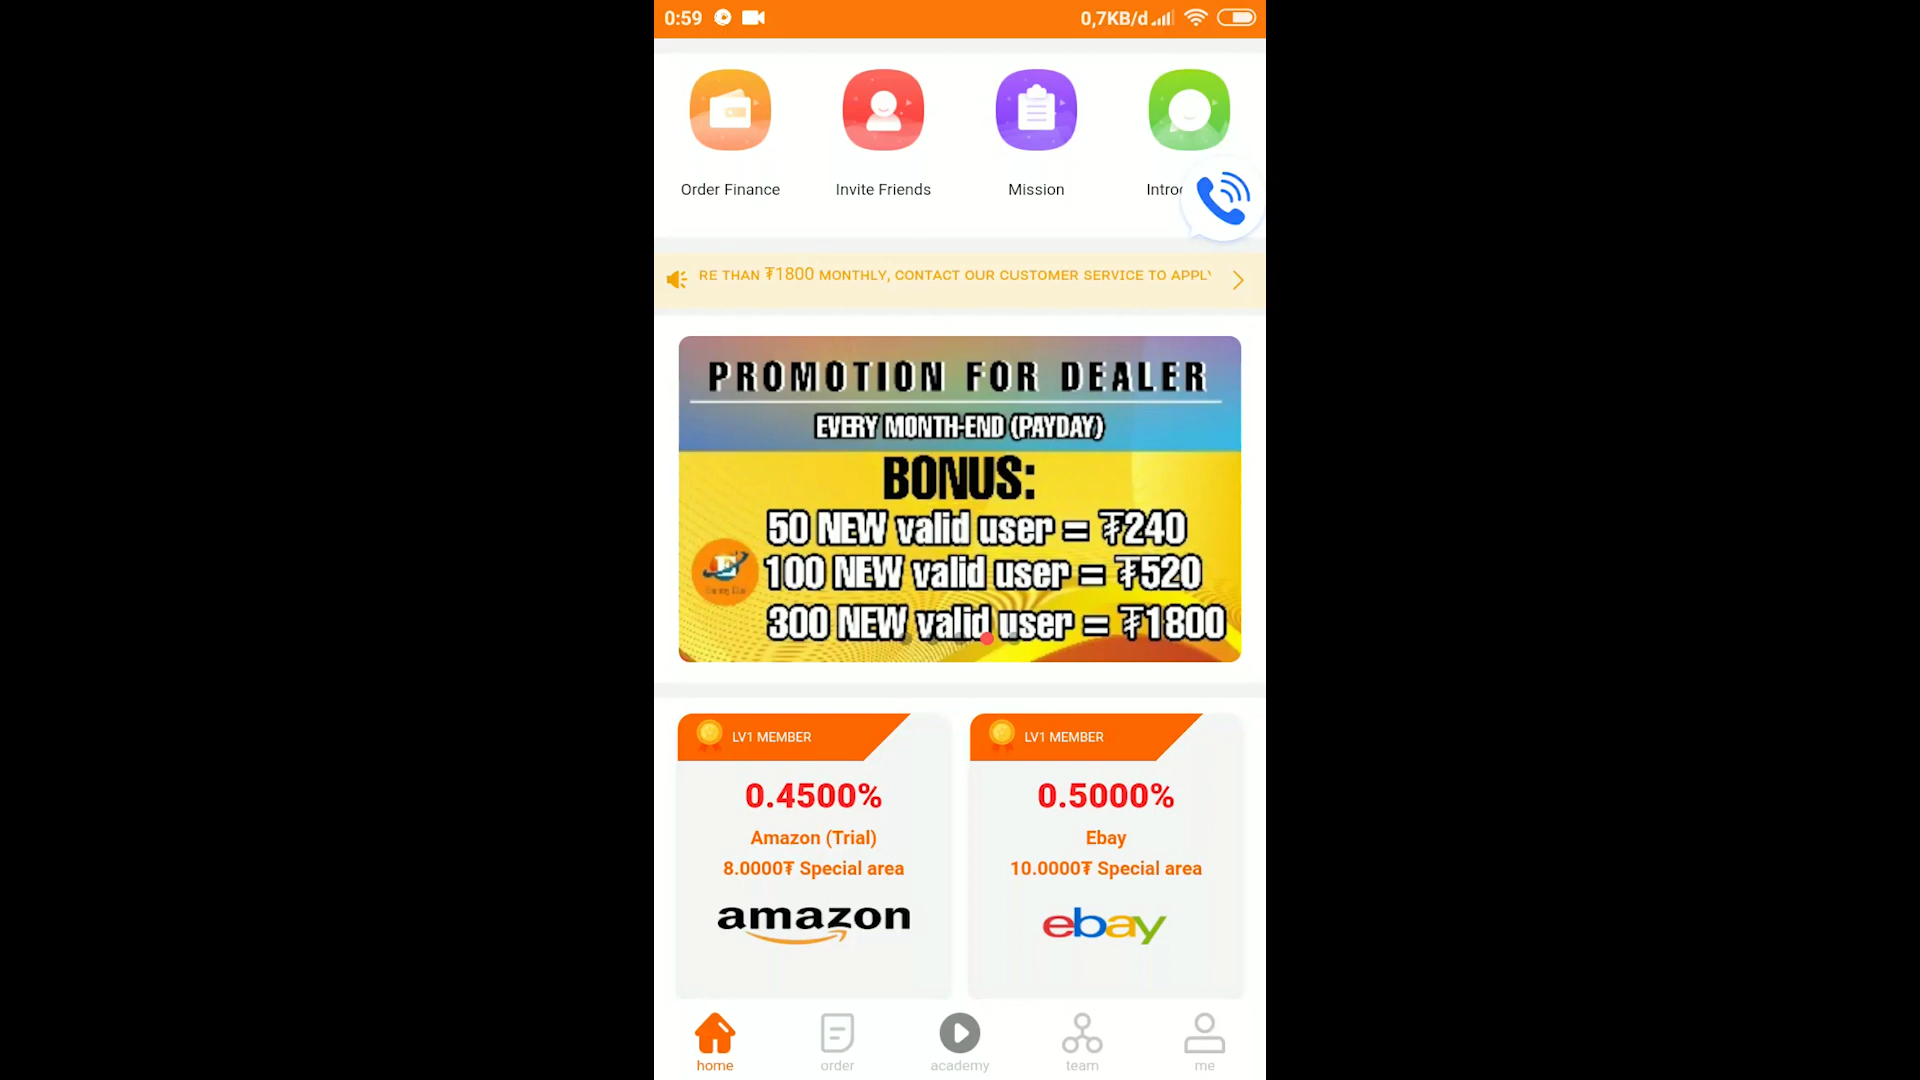 0:59
0,7KB/d
Order Finance
Invite Friends
Mission
Intro
RE THAN ₮1800 MONTHLY, CONTACT OUR CUSTOMER SERVICE TO APPLY
PROMOTION FOR DEALER
EVERY MONTH-END (PAYDAY)
BONUS:
50 NEW valid user = ₮240
100 NEW valid user = ₮520
300 NEW valid user = ₮1800
LV1 MEMBER
0.4500%
Amazon (Trial)
8.0000₮ Special area
amazon
LV1 MEMBER
0.5000%
Ebay
10.0000₮ Special area
ebay
home
order
academy
team
me